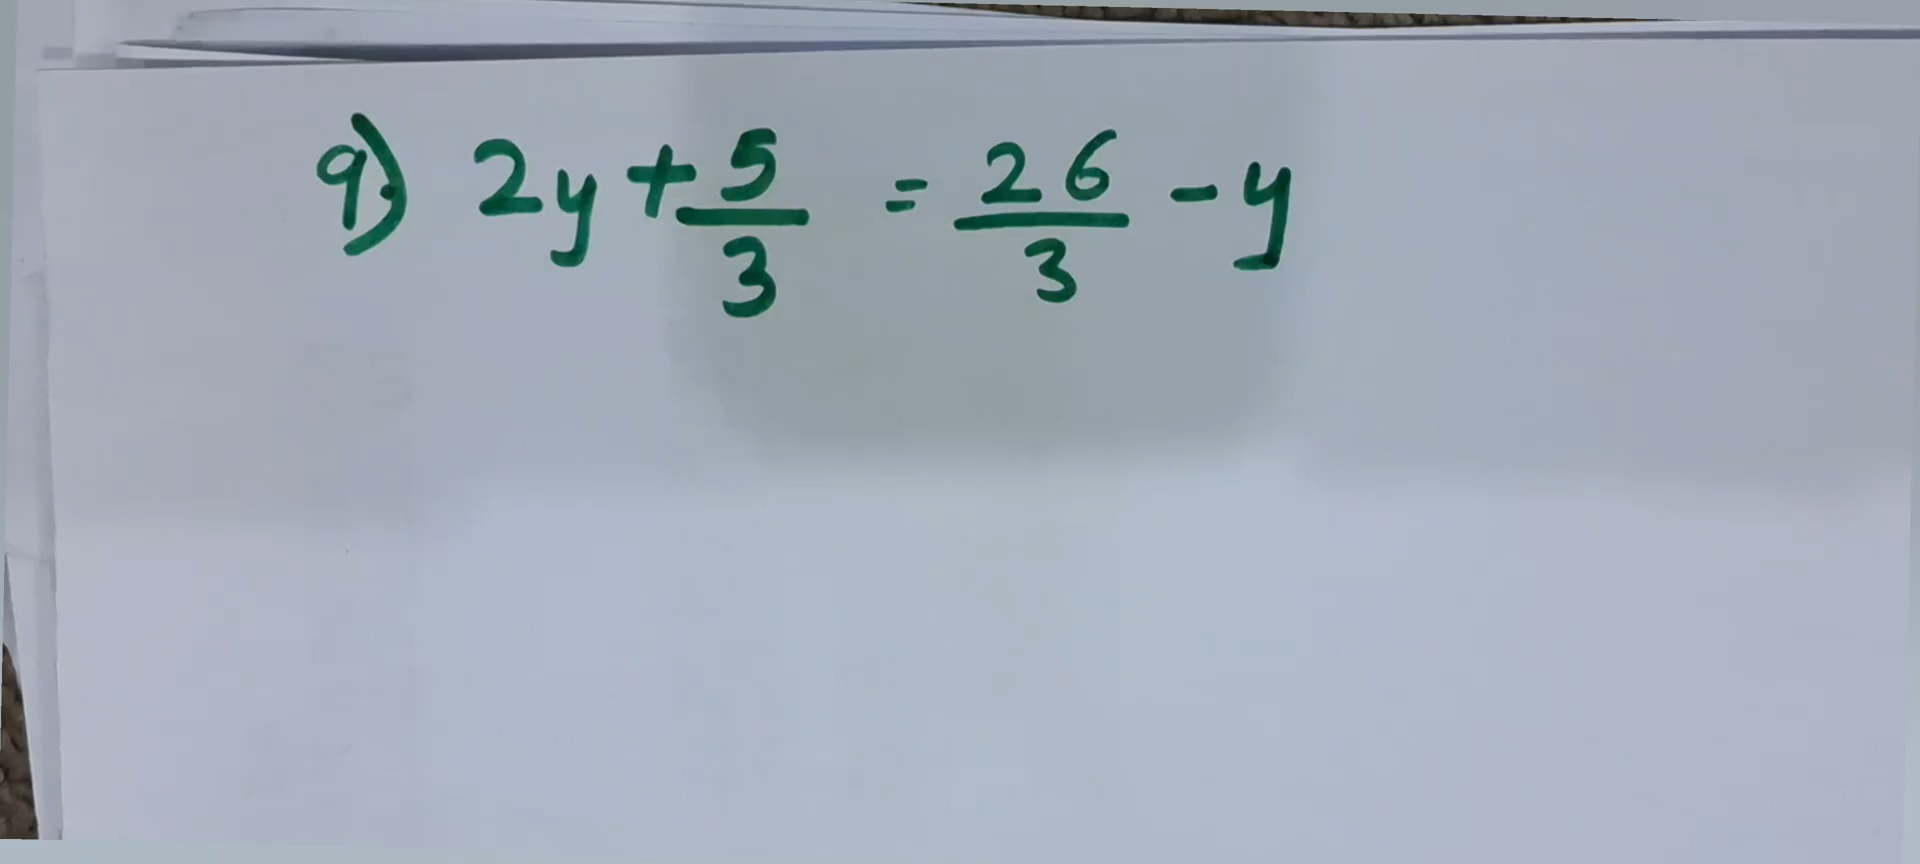 9.) 2y + 5/3 = 26/3 - y